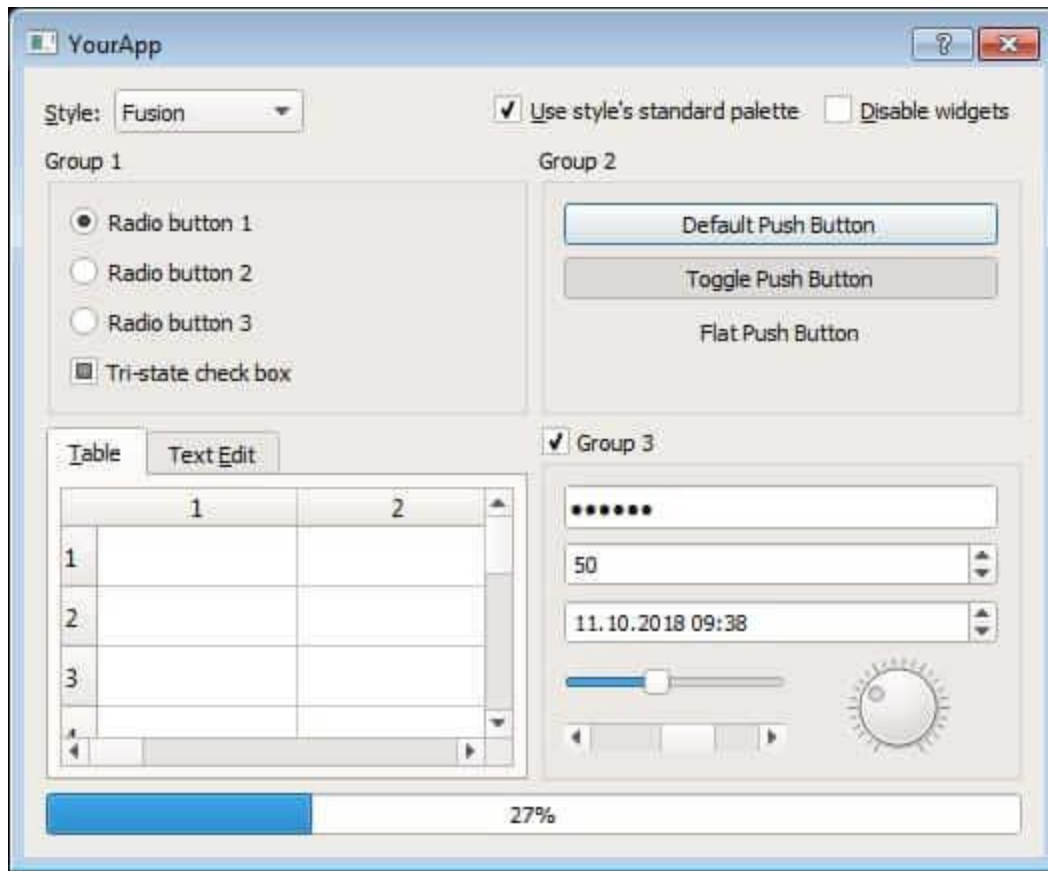 YourApp
Style: Fusion Use style's standard palette Disable widgets
Group 1
Radio button 1
Radio button 2
Radio button 3
Tri-state check box
Group 2
Default Push Button
Toggle Push Button
Flat Push Button
Table Text Edit
1 2
1
2
3
4
Group 3
••••••
50
11.10.2018 09:38
27%